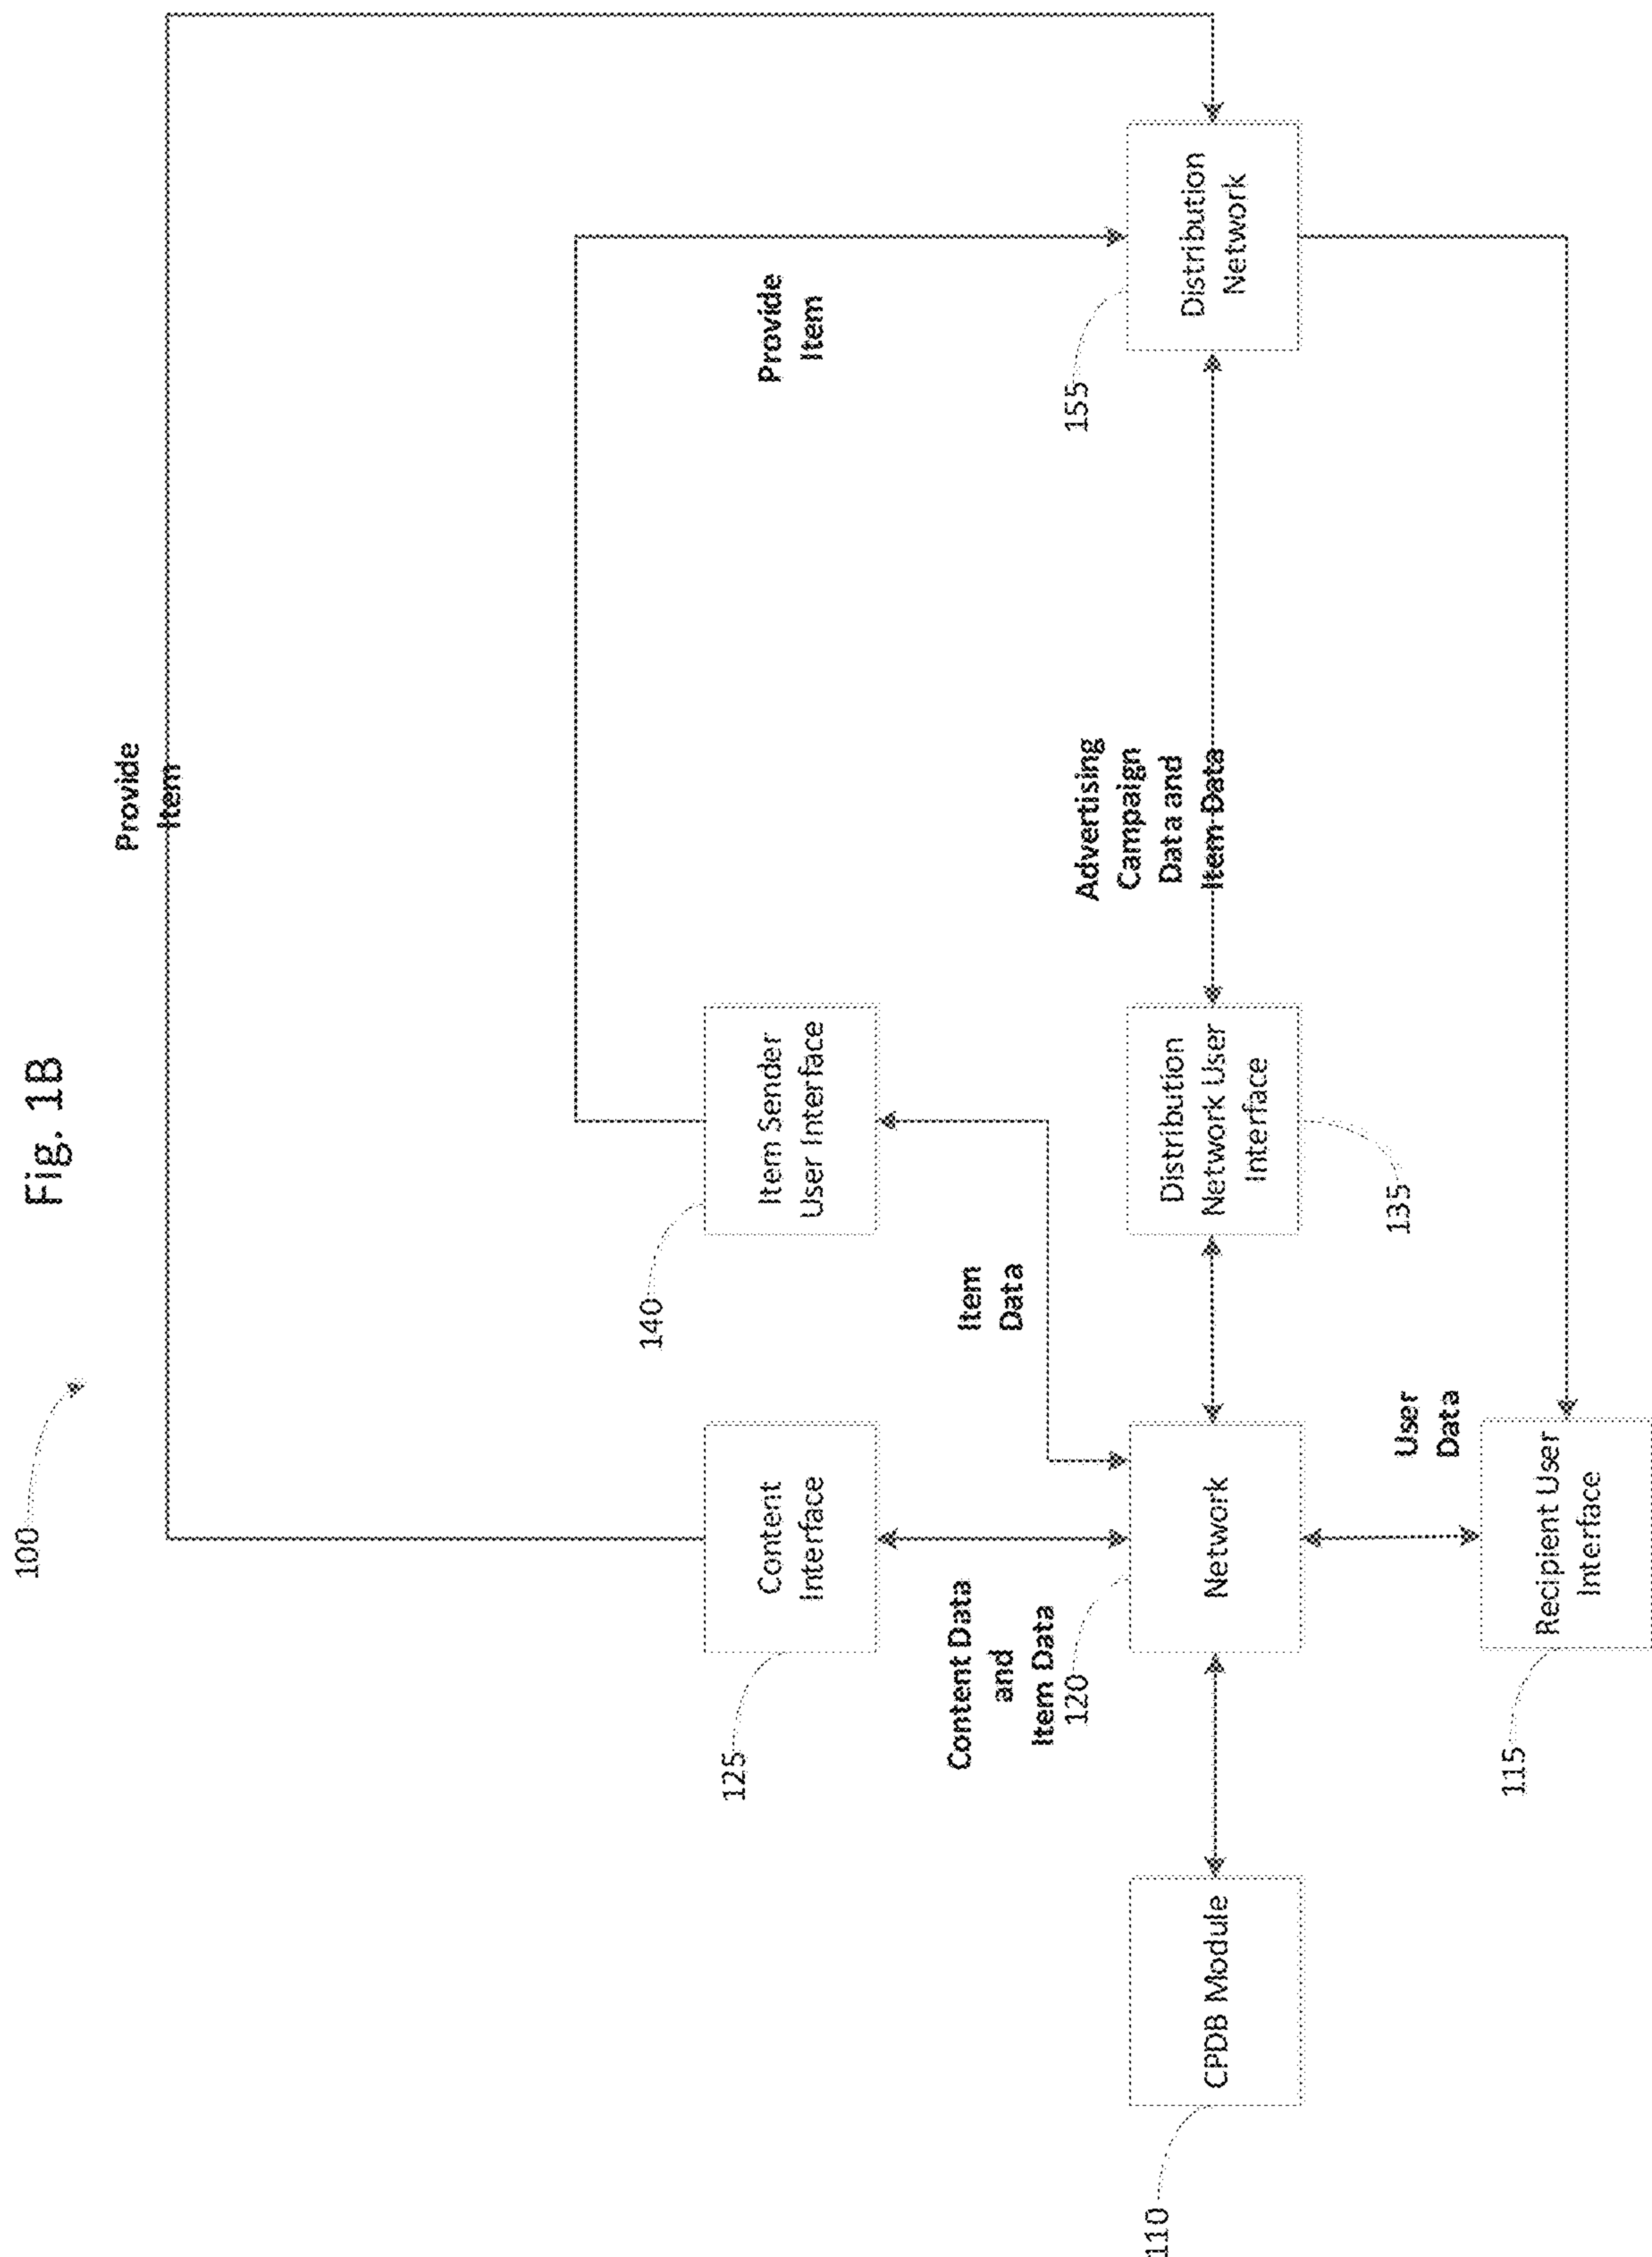 Fig. 1B
100
Provide
Item
125
Content
Interface
140
Item Sender
User Interface
Provide
Item
Content Data
and
Item Data
Item
Data
Advertising
Campaign
Data and
Item Data
110
CPDB Module
120
Network
Distribution
Network User
Interface
135
155
Distribution
Network
User
Data
115
Recipient User
Interface